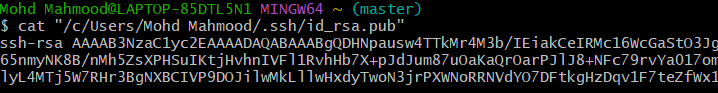 Mohd Mahmood@LAPTOP-85DTL5N1 MINGW64 ~ (master)
$ cat "/c/Users/Mohd Mahmood/.ssh/id_rsa.pub"
ssh-rsa AAAAB3NzaC1yc2EAAAADAQABAAABgQDHNpausw4TTkMr4M3b/IEiakCeIRMc16WcGaStO3Jg
65nmyNK8B/nMh5ZsXPHSuIKtjHvhnIVFl1RvhHb7X+pJdJum87uOaKaQrOarPJlJ8+NFc79rvYa017om
lyL4MTj5W7RHr3BgNXBCIVP9DOJilwMkLllwHxdyTwoN3jrPXWNoRRNVdYO7DFtkgHzDqv1F7teZfWx1